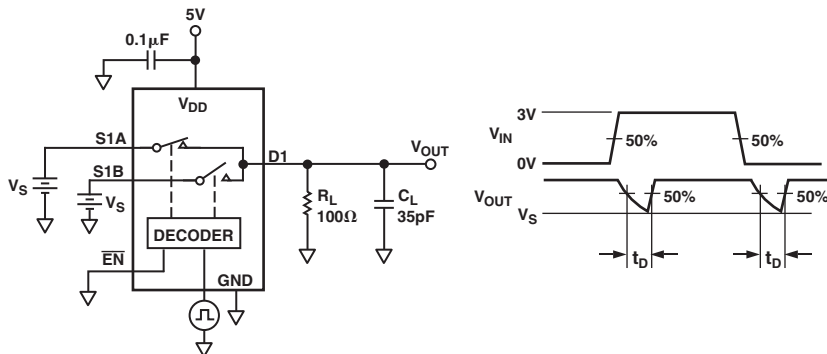 5V
0.1µF
VDD
S1A
D1
VOUT
S1B
VS
VS
RL
100Ω
CL
35pF
DECODER
EN
GND
3V
VIN
50%
50%
0V
VOUT
50%
50%
VS
tD
tD